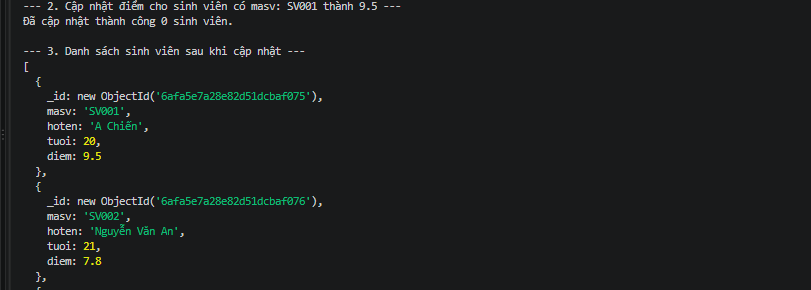 --- 2. Cập nhật điểm cho sinh viên có masv: SV001 thành 9.5 ---
Đã cập nhật thành công 0 sinh viên.
--- 3. Danh sách sinh viên sau khi cập nhật ---
[
{
_id: new ObjectId('6afa5e7a28e82d51dcbaf075'),
masv: 'SV001',
hoten: 'A Chiến',
tuoi: 20,
diem: 9.5
},
{
_id: new ObjectId('6afa5e7a28e82d51dcbaf076'),
masv: 'SV002',
hoten: 'Nguyễn Văn An',
tuoi: 21,
diem: 7.8
},